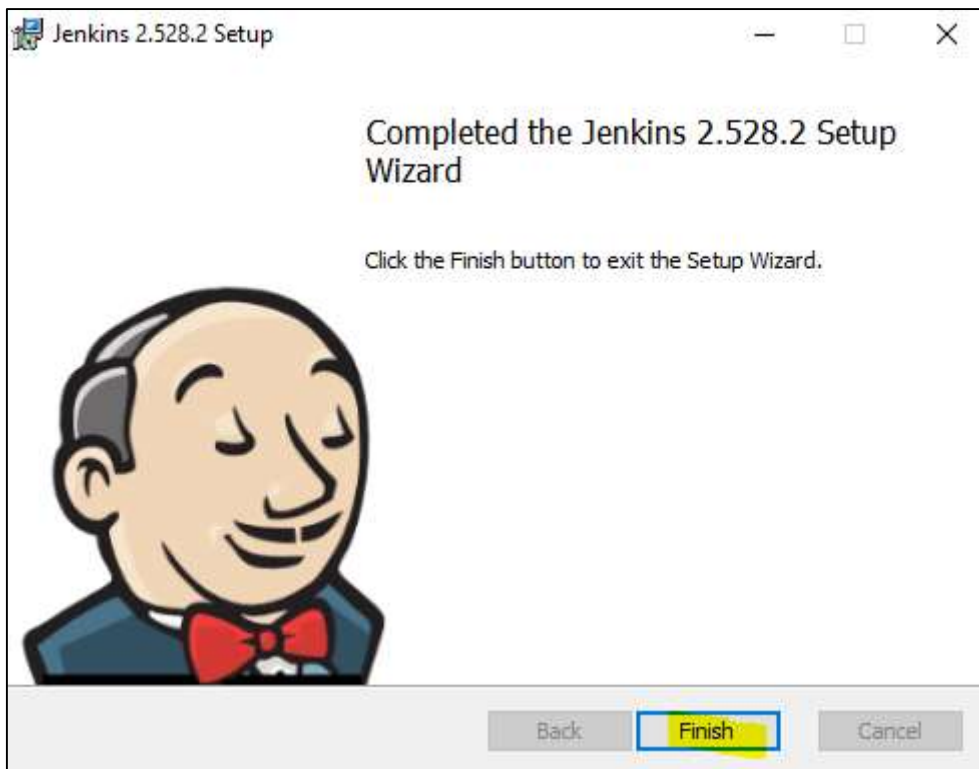 Jenkins 2.528.2 Setup
Completed the Jenkins 2.528.2 Setup
Wizard
Click the Finish button to exit the Setup Wizard.
Back
Finish
Cancel